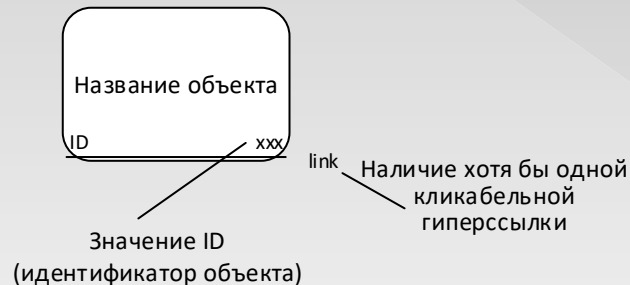 Название объекта
ID xxx
link
Наличие хотя бы одной
кликабельной
гиперссылки
Значение ID
(идентификатор объекта)